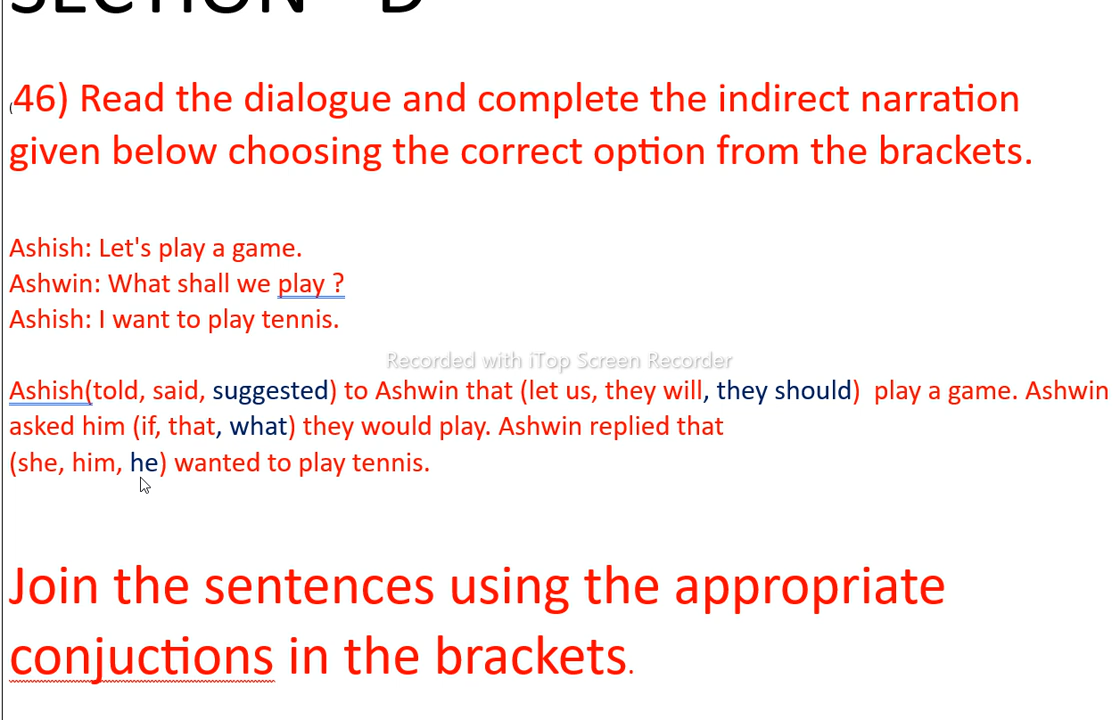 SECTION D
(46) Read the dialogue and complete the indirect narration
given below choosing the correct option from the brackets.
Ashish: Let's play a game.
Ashwin: What shall we play ?
Ashish: I want to play tennis.
Recorded with iTop Screen Recorder
Ashish(told, said, suggested) to Ashwin that (let us, they will, they should) play a game. Ashwin
asked him (if, that, what) they would play. Ashwin replied that
(she, him, he) wanted to play tennis.
Join the sentences using the appropriate
conjuctions in the brackets.